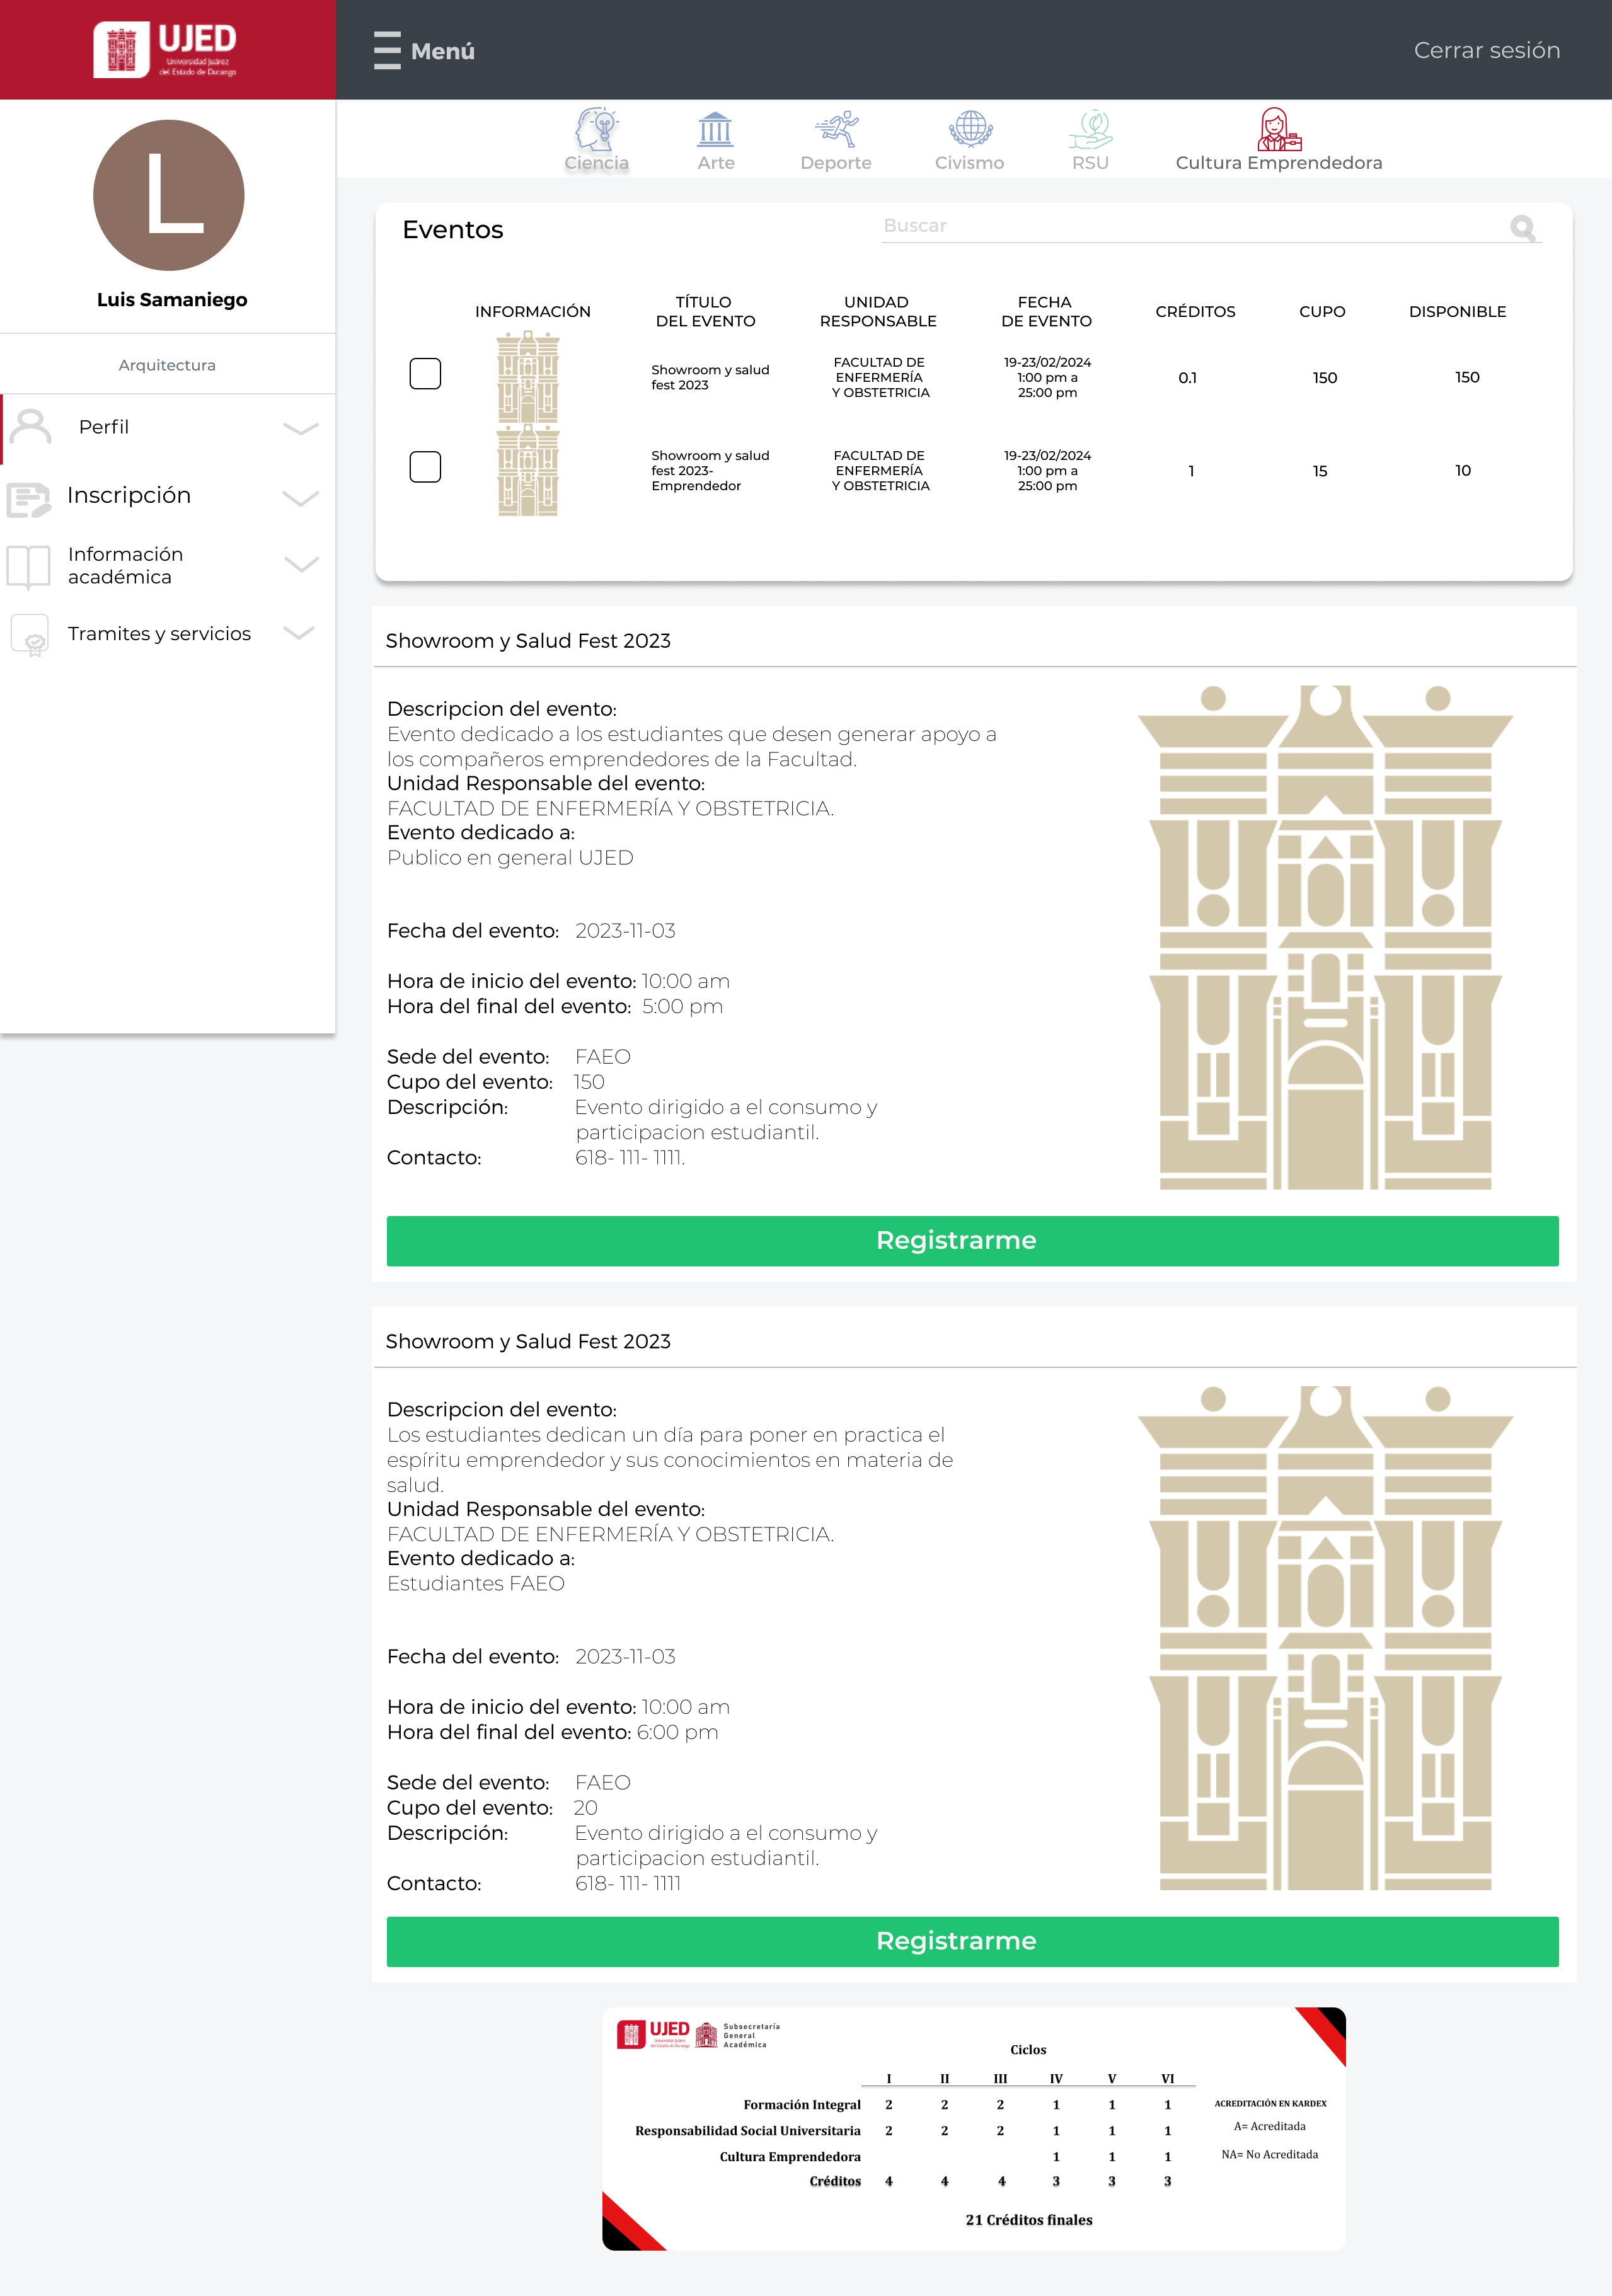 UJED
Universidad Juárez
del Estado de Durango
Menú
Cerrar sesión
Ciencia
Arte
Deporte
Civismo
RSU
Cultura Emprendedora
L
Luis Samaniego
Arquitectura
Perfil
Inscripción
Información
académica
Tramites y servicios
Eventos
Buscar
INFORMACIÓN
TÍTULO
DEL EVENTO
UNIDAD
RESPONSABLE
FECHA
DE EVENTO
CRÉDITOS
CUPO
DISPONIBLE
Showroom y salud
fest 2023
FACULTAD DE
ENFERMERÍA
Y OBSTETRICIA
19-23/02/2024
1:00 pm a
25:00 pm
0.1
150
150
Showroom y salud
fest 2023-
Emprendedor
FACULTAD DE
ENFERMERÍA
Y OBSTETRICIA
19-23/02/2024
1:00 pm a
25:00 pm
1
15
10
Showroom y Salud Fest 2023
Descripcion del evento:
Evento dedicado a los estudiantes que desen generar apoyo a
los compañeros emprendedores de la Facultad.
Unidad Responsable del evento:
FACULTAD DE ENFERMERÍA Y OBSTETRICIA.
Evento dedicado a:
Publico en general UJED
Fecha del evento: 2023-11-03
Hora de inicio del evento: 10:00 am
Hora del final del evento: 5:00 pm
Sede del evento: FAEO
Cupo del evento: 150
Descripción: Evento dirigido a el consumo y
participacion estudiantil.
Contacto: 618- 111- 1111.
Registrarme
Showroom y Salud Fest 2023
Descripcion del evento:
Los estudiantes dedican un día para poner en practica el
espíritu emprendedor y sus conocimientos en materia de
salud.
Unidad Responsable del evento:
FACULTAD DE ENFERMERÍA Y OBSTETRICIA.
Evento dedicado a:
Estudiantes FAEO
Fecha del evento: 2023-11-03
Hora de inicio del evento: 10:00 am
Hora del final del evento: 6:00 pm
Sede del evento: FAEO
Cupo del evento: 20
Descripción: Evento dirigido a el consumo y
participacion estudiantil.
Contacto: 618- 111- 1111
Registrarme
UJED
Universidad Juárez
del Estado de Durango
Subsecretaría
General
Académica
Ciclos
I II III IV V VI
Formación Integral 2 2 2 1 1 1
Responsabilidad Social Universitaria 2 2 2 1 1 1
Cultura Emprendedora 1 1 1
Créditos 4 4 4 3 3 3
ACREDITACIÓN EN KARDEX
A= Acreditada
NA= No Acreditada
21 Créditos finales